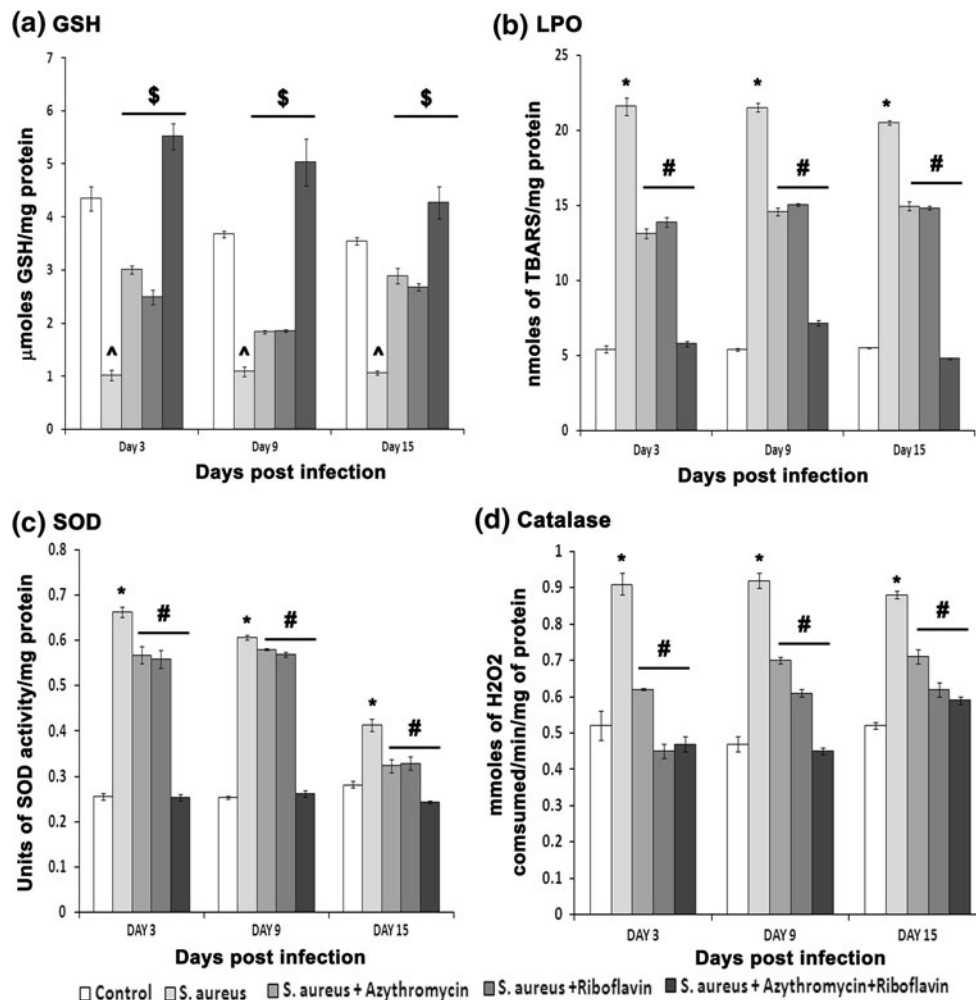 (a) GSH
μmoles GSH/mg protein
7
6
5
4
3
2
1
0
$ $ $
^ ^ ^
Day 3 Day 9 Day 15
Days post infection
(b) LPO
nmoles of TBARS/mg protein
25
20
15
10
5
0
* * *
# # #
Day 3 Day 9 Day 15
Days post infection
(c) SOD
Units of SOD activity/mg protein
0.8
0.7
0.6
0.5
0.4
0.3
0.2
0.1
0
* * *
# # #
DAY 3 DAY 9 DAY 15
Days post infection
(d) Catalase
mmoles of H2O2
comsumed/min/mg of protein
1
0.9
0.8
0.7
0.6
0.5
0.4
0.3
0.2
0.1
0
* * *
# # #
DAY 3 DAY 9 DAY 15
Days post infection
Control S. aureus S. aureus + Azythromycin S. aureus +Riboflavin S. aureus + Azythromycin+Riboflavin